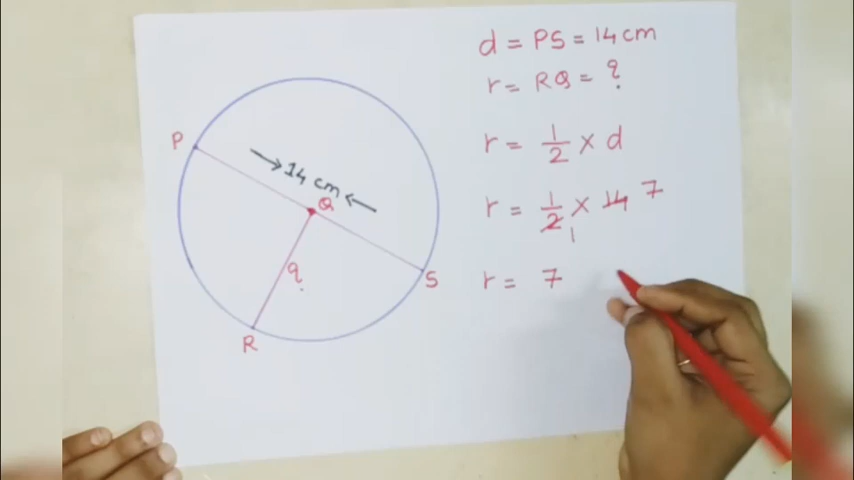 d = PS = 14 cm
r = RQ = ?
r = 1/2 × d
r = 1/2 × 14 7
1
r = 7
P
14 cm
Q
?
S
R